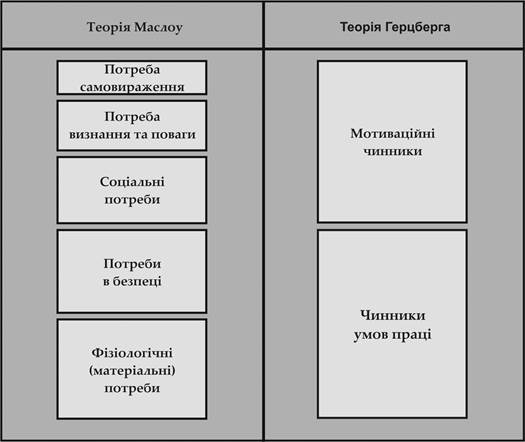 Теорія Маслоу
Потреба
самовираження
Потреба
визнання та поваги
Соціальні
потреби
Потреби
в безпеці
Фізіологічні
(матеріальні)
потреби
Теорія Герцберга
Мотиваційні
чинники
Чинники
умов праці